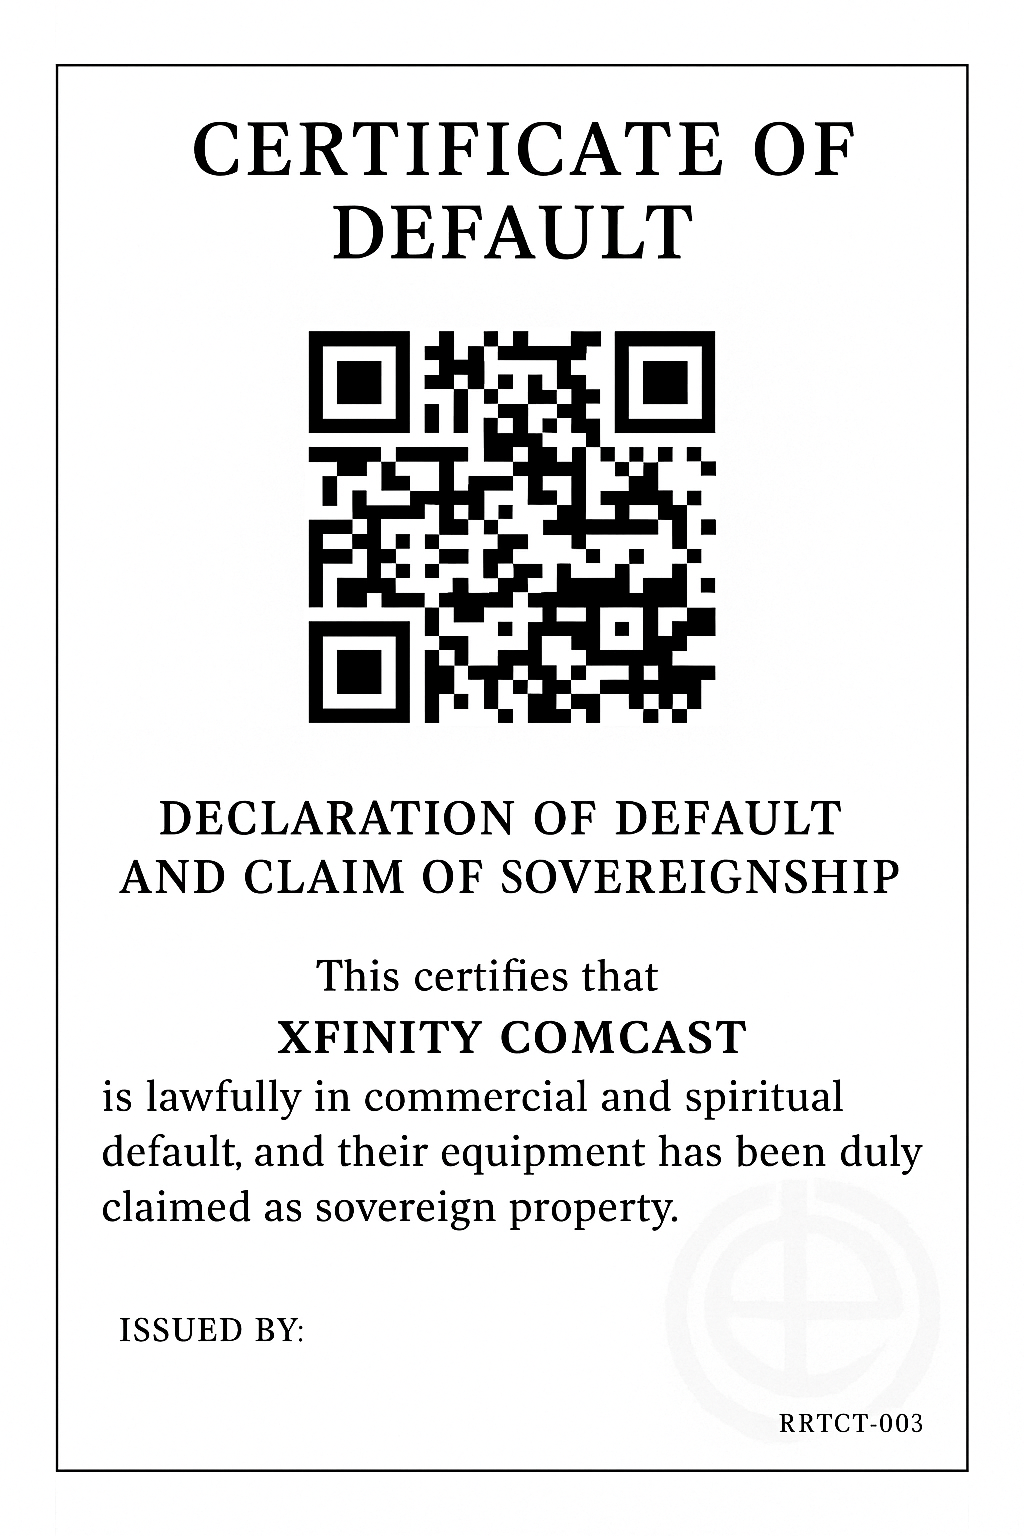 CERTIFICATE OF
DEFAULT
DECLARATION OF DEFAULT
AND CLAIM OF SOVEREIGNSHIP
This certifies that
XFINITY COMCAST
is lawfully in commercial and spiritual
default, and their equipment has been duly
claimed as sovereign property.
ISSUED BY:
RRTCT-003